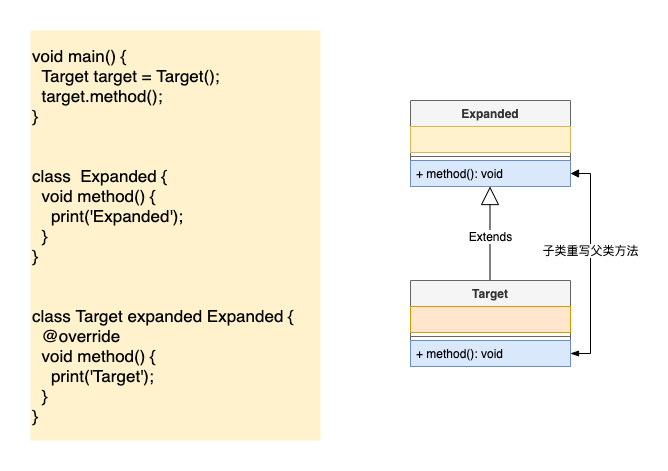 void main() {
  Target target = Target();
  target.method();
}
class  Expanded {
  void method() {
    print('Expanded');
  }
}
class Target expanded Expanded {
  @override
  void method() {
    print('Target');
  }
}
Expanded
+ method(): void
Extends
子类重写父类方法
Target
+ method(): void